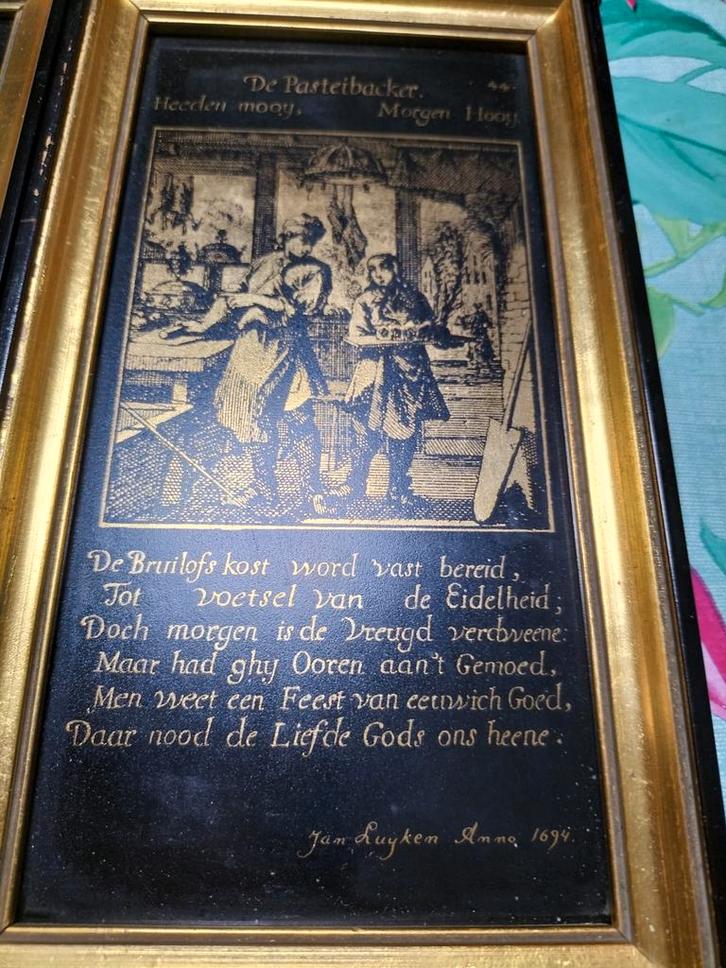 De Pasteibacker. 44.
Heeden mooy, Morgen Hooy.
De Bruilofs kost word vast bereid,
Tot voetsel van de Eidelheid;
Doch morgen is de Vreugd verdweene:
Maar had ghy Ooren aan't Gemoed,
Men weet een Feest van eeuwich Goed,
Daar nood de Liefde Gods ons heene.
Jan Luyken Anno 1694.